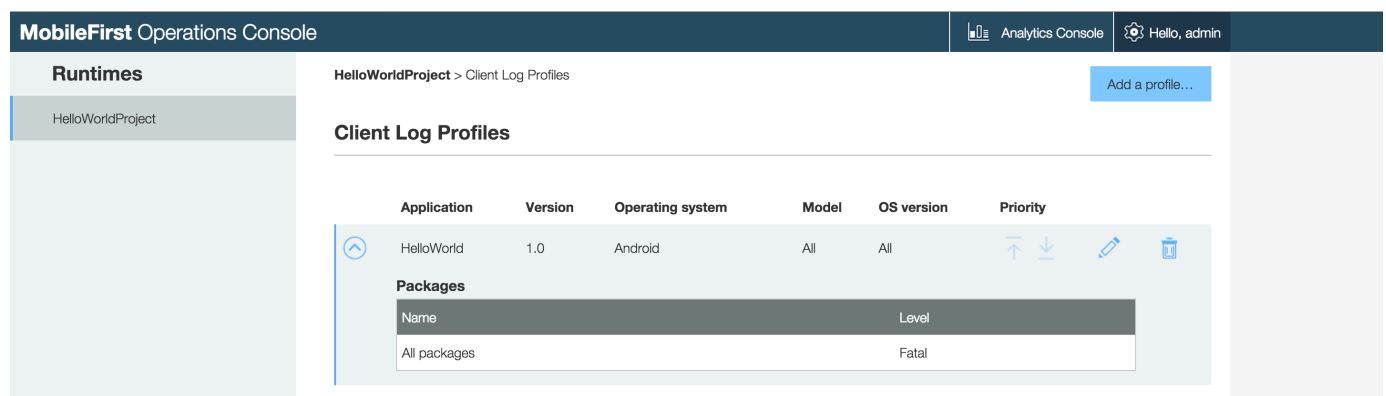 MobileFirst Operations Console
Analytics Console
Hello, admin
Runtimes
HelloWorldProject
HelloWorldProject > Client Log Profiles
Add a profile...
Client Log Profiles
Application Version Operating system Model OS version Priority
HelloWorld 1.0 Android All All
Packages
Name Level
All packages Fatal